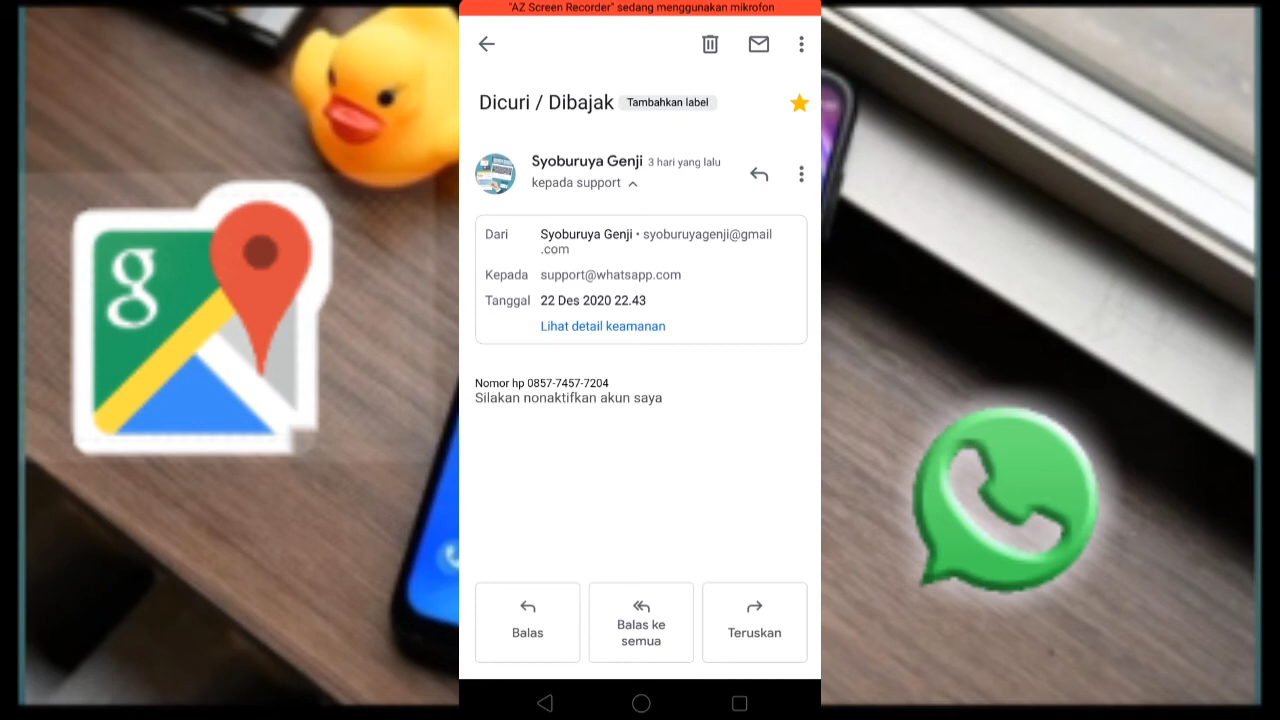 "AZ Screen Recorder" sedang menggunakan mikrofon
Dicuri / Dibajak Tambahkan label
Syoburuya Genji 3 hari yang lalu
kepada support
Dari Syoburuya Genji • syoburuyagenji@gmail
.com
Kepada support@whatsapp.com
Tanggal 22 Des 2020 22.43
Lihat detail keamanan
Nomor hp 0857-7457-7204
Silakan nonaktifkan akun saya
Balas
Balas ke
semua
Teruskan
g